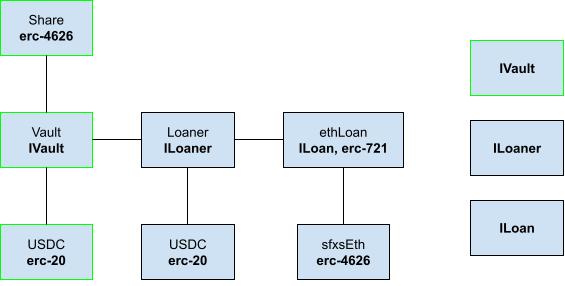 Share
erc-4626
IVault
Vault
IVault
Loaner
ILoaner
ethLoan
ILoan, erc-721
ILoaner
ILoan
USDC
erc-20
USDC
erc-20
sfxsEth
erc-4626